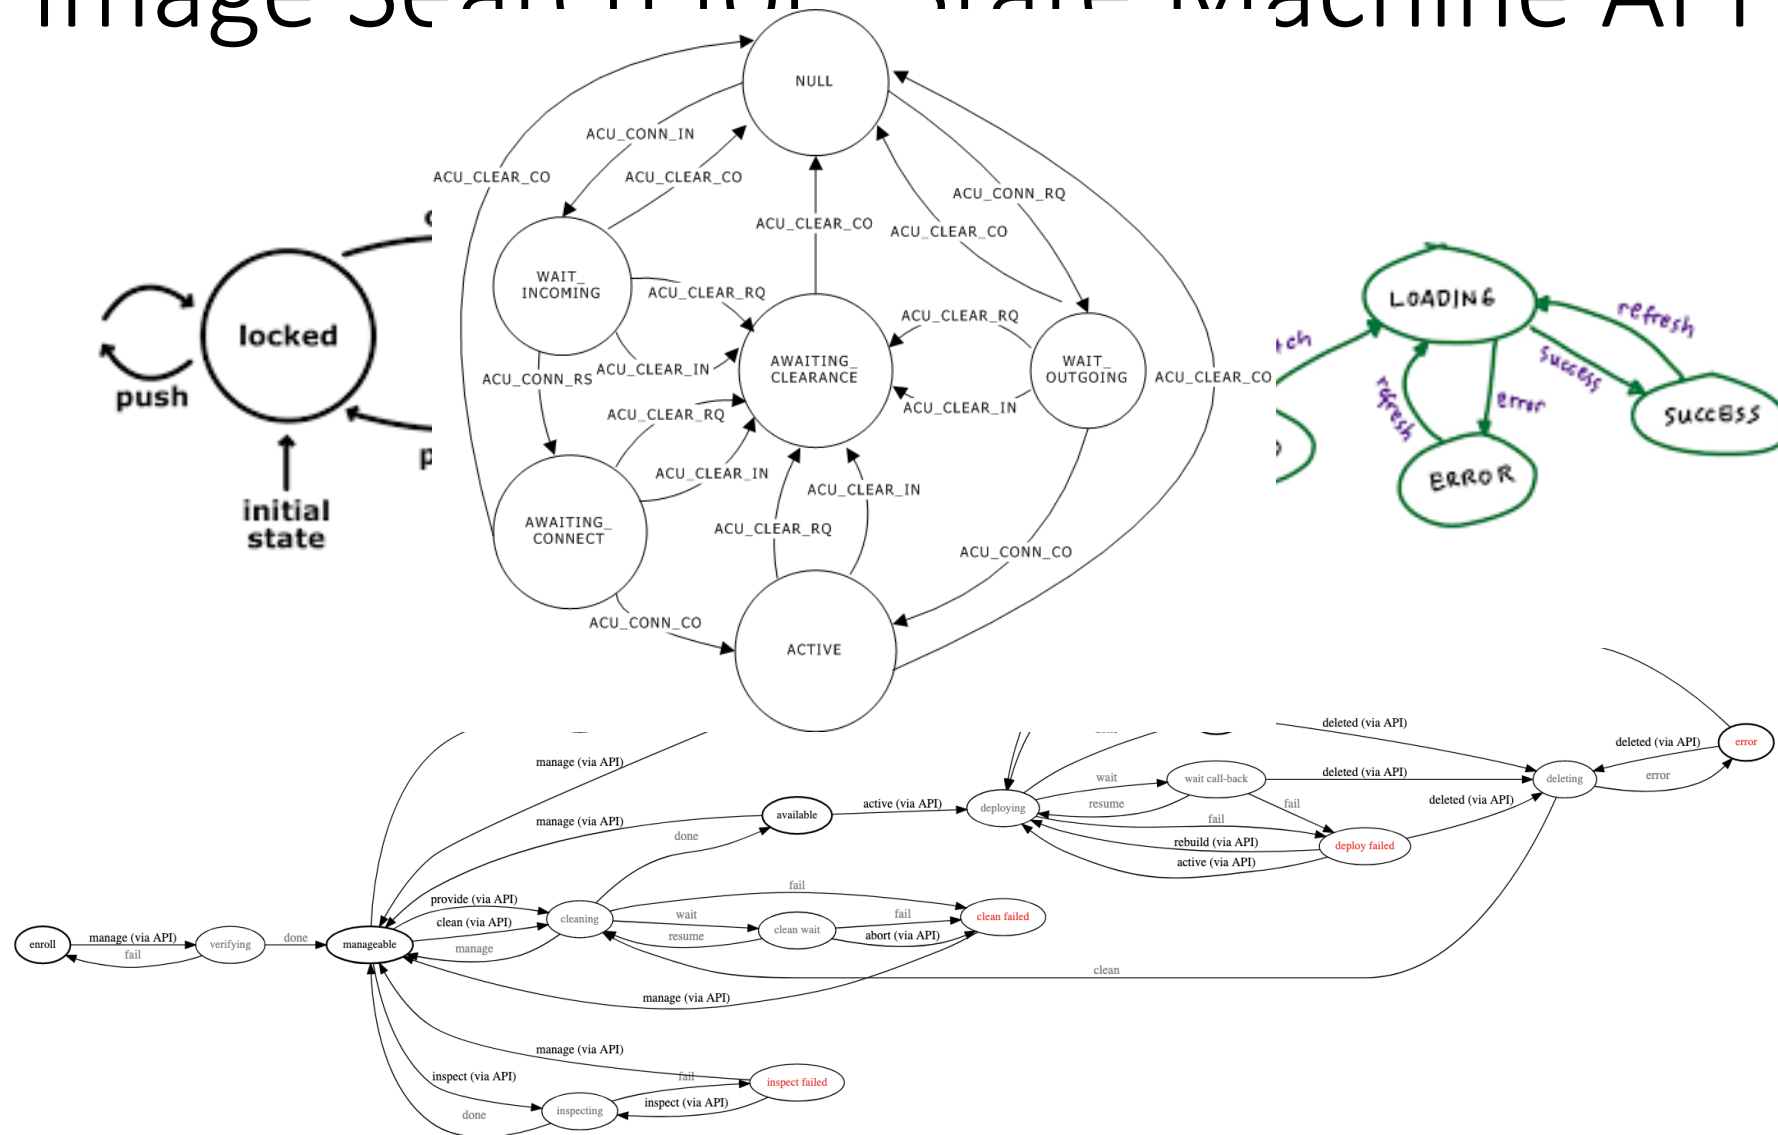 Image Search for "State Machine API"
NULL
ACU_CONN_IN
ACU_CLEAR_CO
ACU_CLEAR_CO
ACU_CONN_RQ
ACU_CLEAR_CO
ACU_CLEAR_CO
WAIT_
INCOMING
ACU_CLEAR_RQ
ACU_CLEAR_RQ
ACU_CLEAR_IN
ACU_CONN_RS
AWAITING_
CLEARANCE
WAIT_
OUTGOING
ACU_CLEAR_CO
ACU_CLEAR_IN
ACU_CLEAR_RQ
ACU_CLEAR_IN
ACU_CLEAR_IN
ACU_CLEAR_RQ
AWAITING_
CONNECT
ACU_CONN_CO
ACU_CONN_CO
ACTIVE
locked
push
initial
state
LOADING
refresh
success
refresh
error
SUCCESS
ERROR
deleted (via API)
error
deleted (via API)
manage (via API)
wait
wait call-back
deleted (via API)
deleting
error
available
active (via API)
deploying
resume
fail
deleted (via API)
manage (via API)
done
fail
rebuild (via API)
deploy failed
active (via API)
fail
provide (via API)
clean (via API)
cleaning
wait
clean wait
fail
clean failed
enroll
manage (via API)
fail
verifying
done
manageable
manage
resume
abort (via API)
clean
manage (via API)
manage (via API)
inspect (via API)
fail
inspect failed
inspect (via API)
inspecting
done